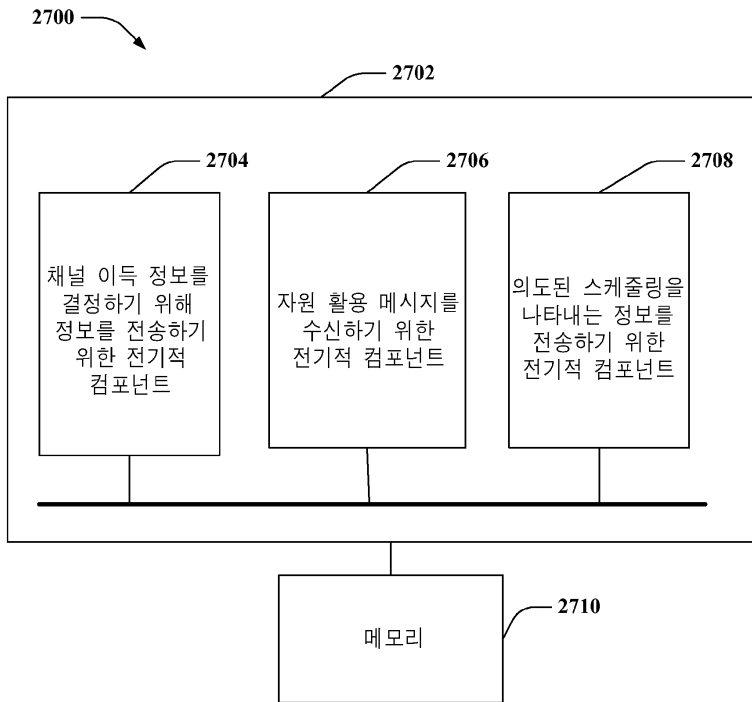 2700
2702
2704
2706
2708
채널 이득 정보를
결정하기 위해
정보를 전송하기
위한 전기적
컴포넌트
자원 활용 메시지를
수신하기 위한
전기적 컴포넌트
의도된 스케줄링을
나타내는 정보를
전송하기 위한
전기적 컴포넌트
메모리
2710